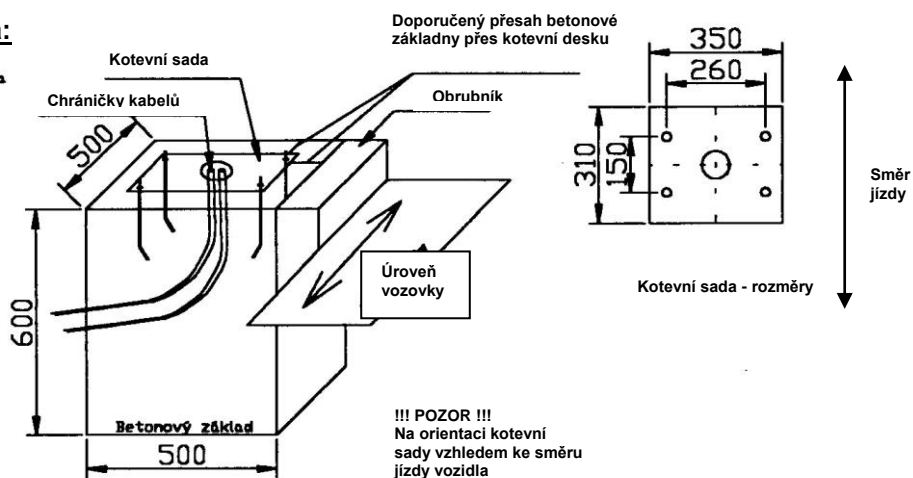 Doporučený přesah betonové
základny přes kotevní desku
Kotevní sada
Chráničky kabelů
Obrubník
500
350
260
310
150
Směr
jízdy
Úroveň
vozovky
Kotevní sada - rozměry
600
Betonový základ
500
!!! POZOR !!!
Na orientaci kotevní
sady vzhledem ke směru
jízdy vozidla